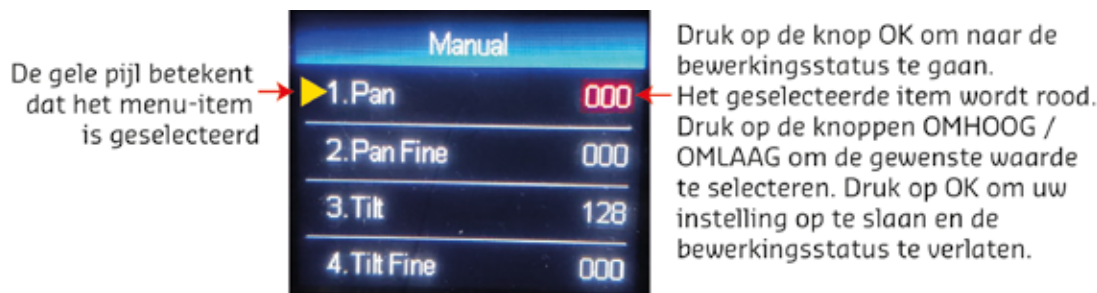 De gele pijl betekent
dat het menu-item
is geselecteerd
Manual
1.Pan 000
2.Pan Fine 000
3.Tilt 128
4.Tilt Fine 000
Druk op de knop OK om naar de
bewerkingsstatus te gaan.
Het geselecteerde item wordt rood.
Druk op de knoppen OMHOOG /
OMLAAG om de gewenste waarde
te selecteren. Druk op OK om uw
instelling op te slaan en de
bewerkingsstatus te verlaten.